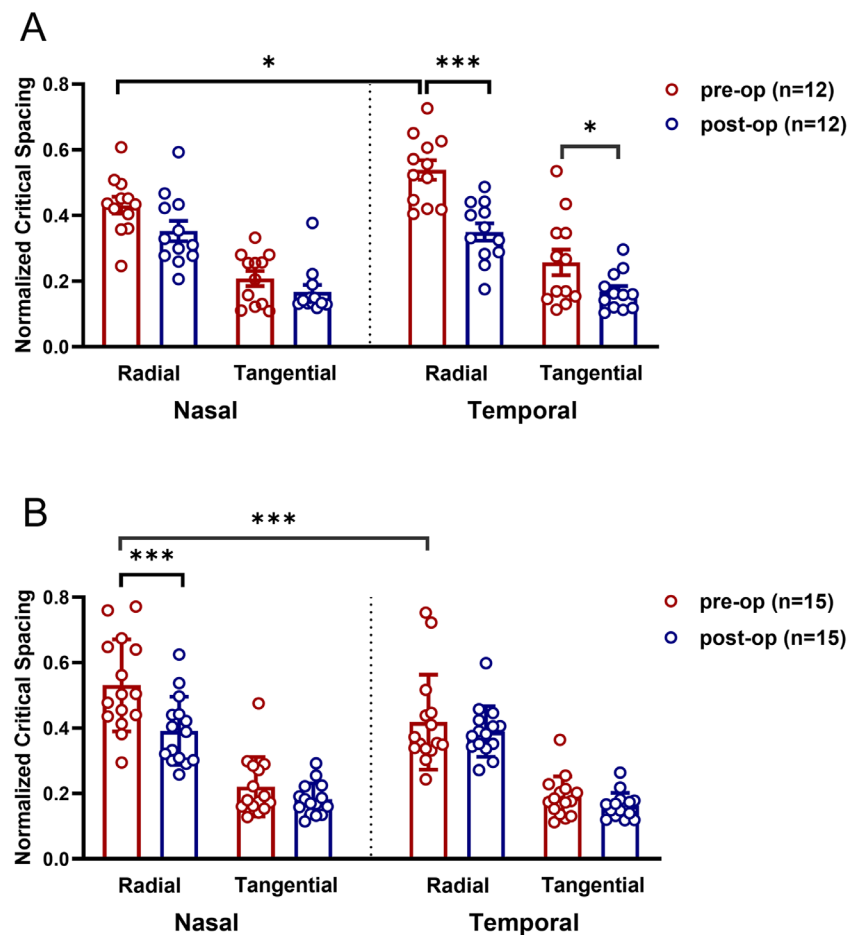 A
Normalized Critical Spacing
0.8
0.6
0.4
0.2
0.0
*
***
*
pre-op (n=12)
post-op (n=12)
Radial Tangential Radial Tangential
Nasal Temporal
B
Normalized Critical Spacing
0.8
0.6
0.4
0.2
0.0
***
***
pre-op (n=15)
post-op (n=15)
Radial Tangential Radial Tangential
Nasal Temporal